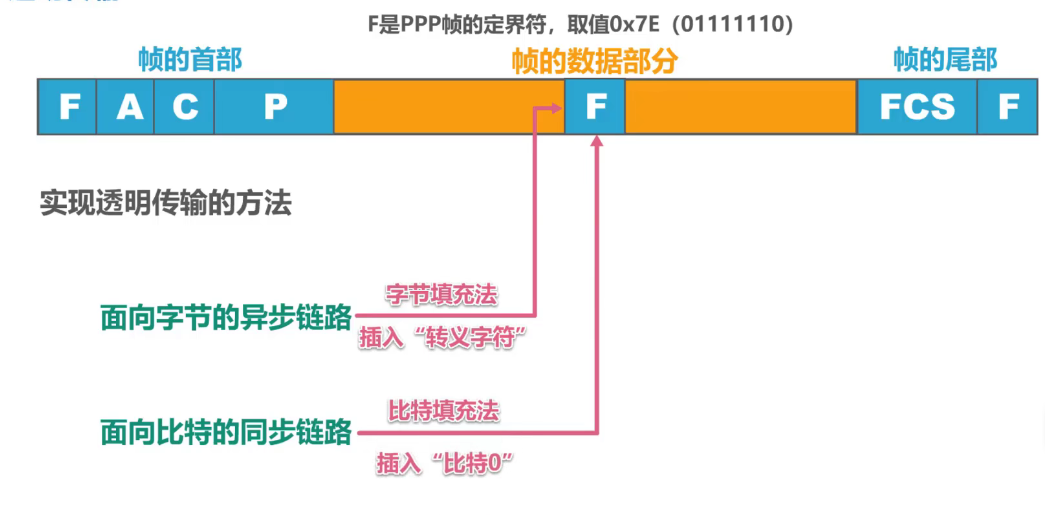 F是PPP帧的定界符，取值0x7E（01111110）
帧的首部 帧的数据部分 帧的尾部
F A C P F FCS F
实现透明传输的方法
字节填充法
面向字节的异步链路
插入“转义字符”
比特填充法
面向比特的同步链路
插入“比特0”